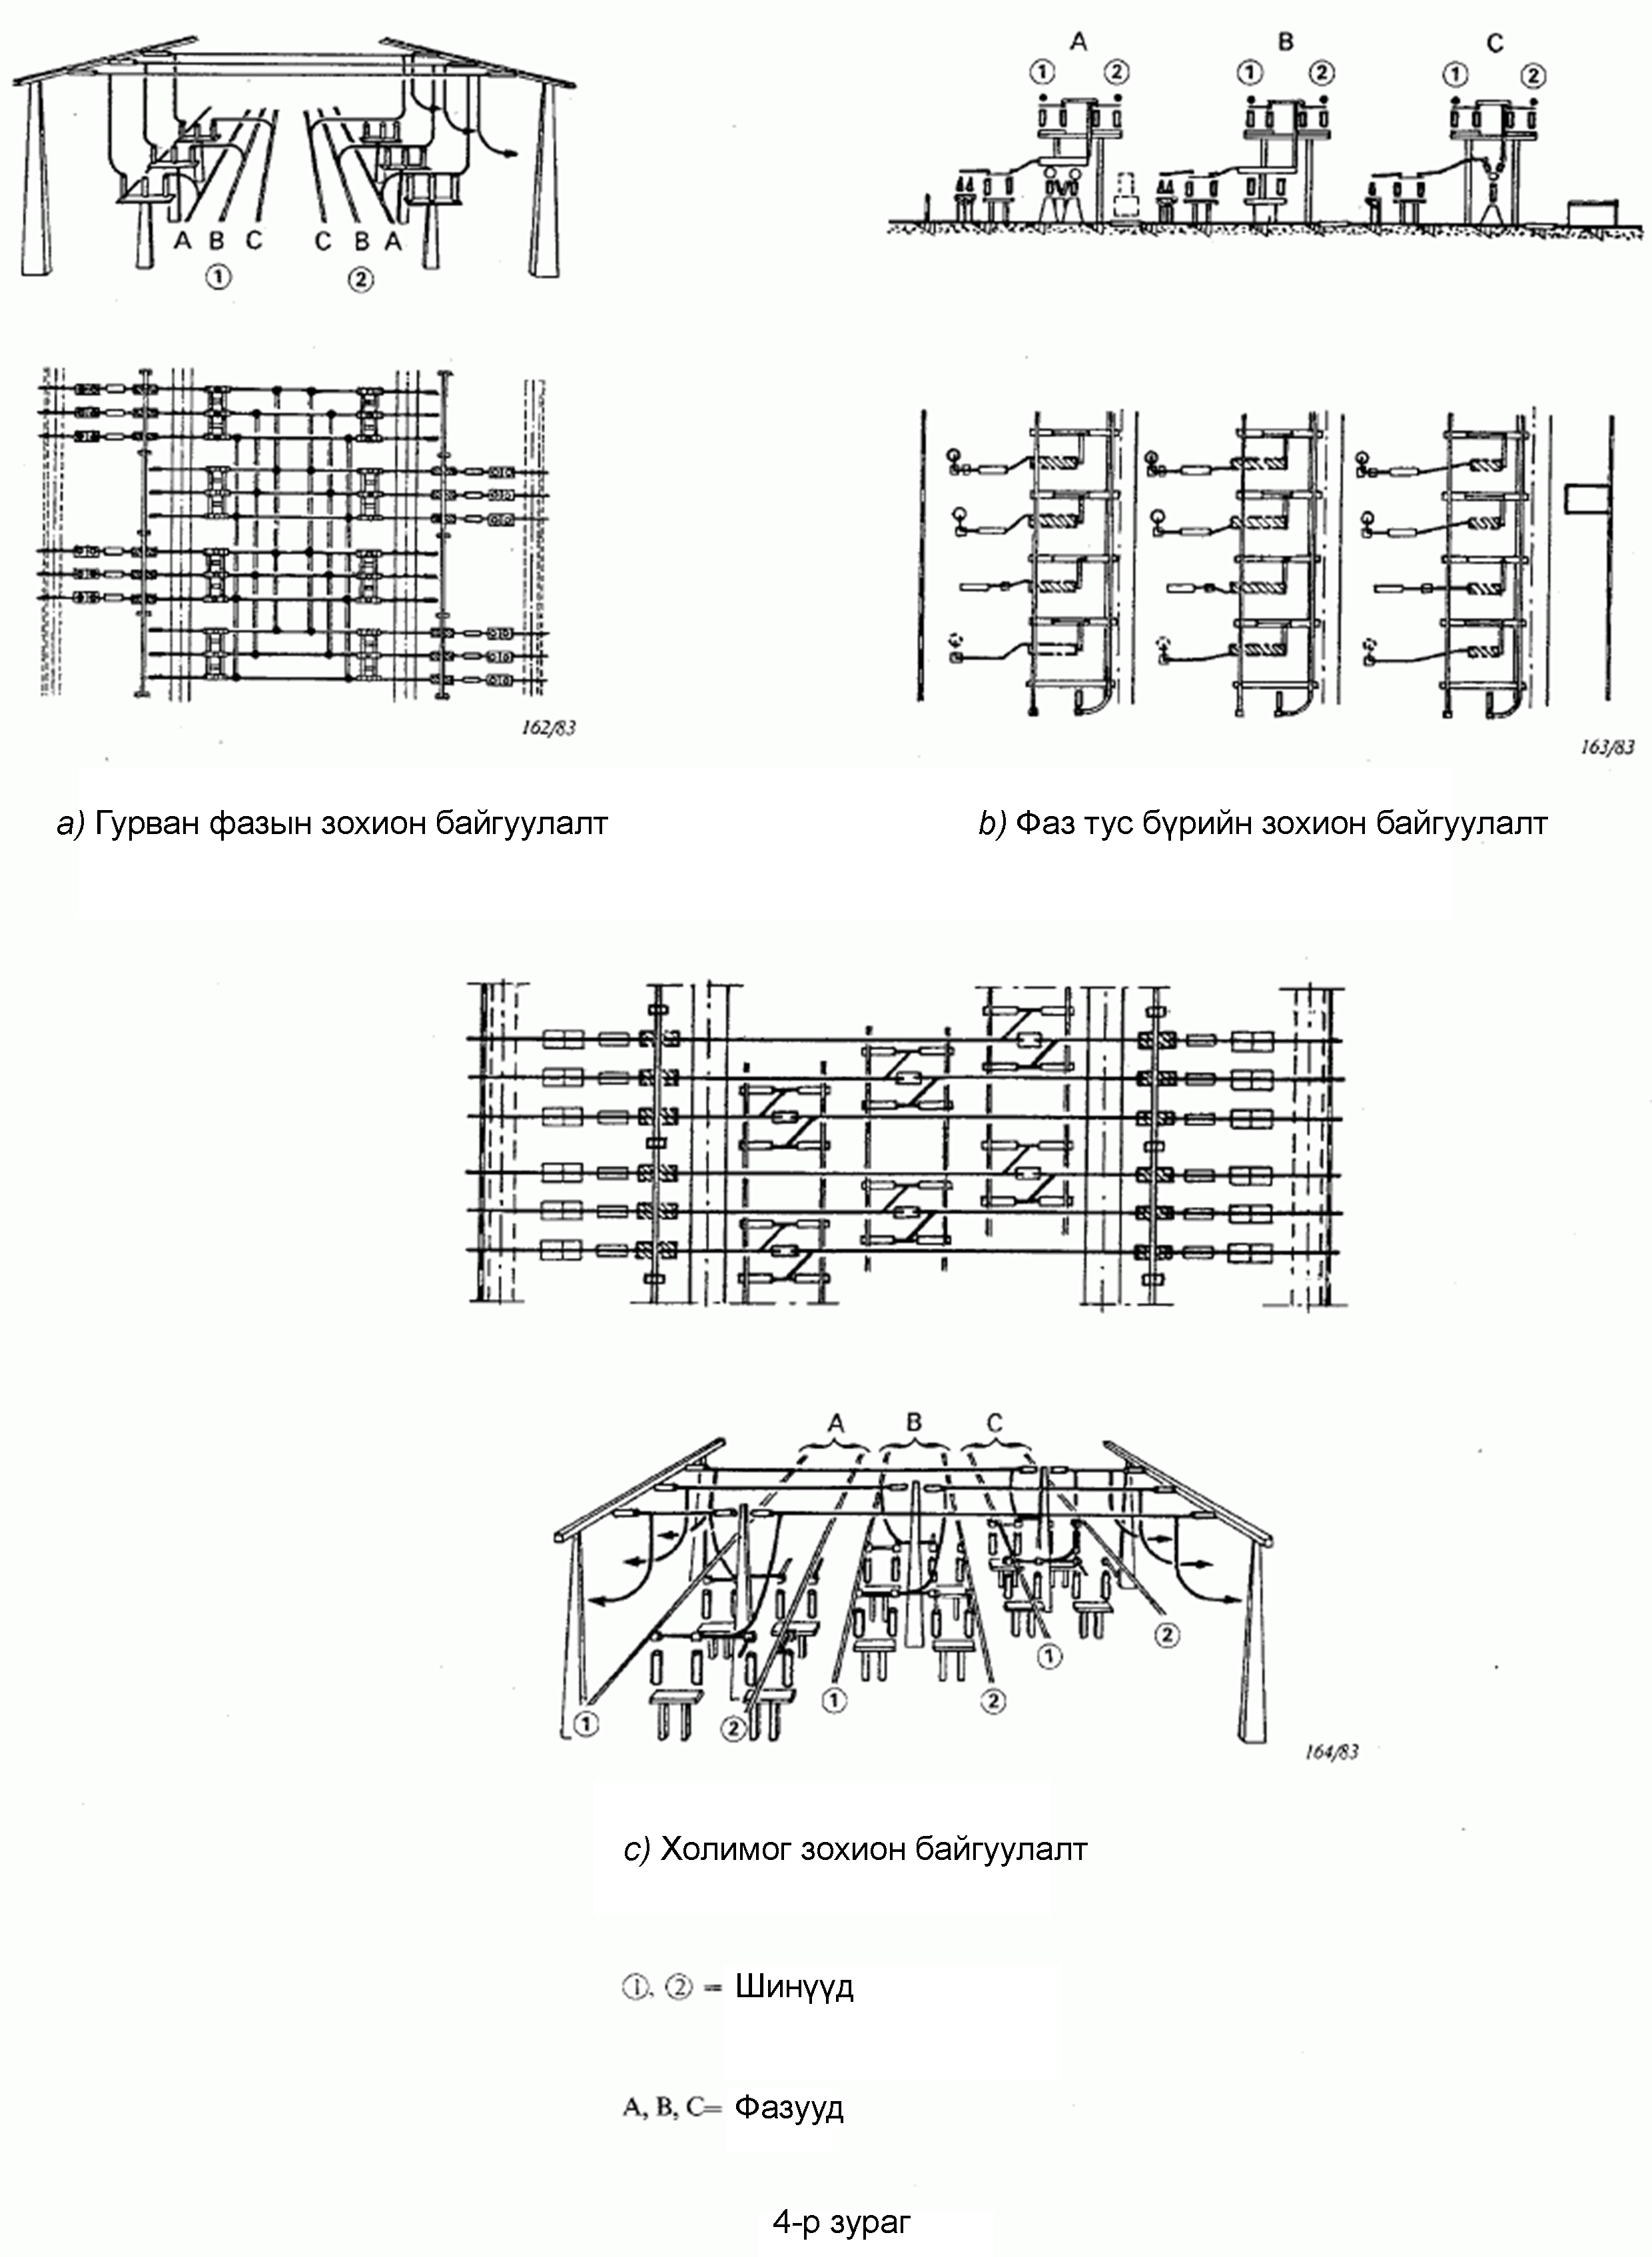 A B C
① ② ① ② ① ②
A B C C B A
① ②
162/83
163/83
a) Гурван фазын зохион байгуулалт
b) Фаз тус бүрийн зохион байгуулалт
A B C
② ① ① ② ① ②
164/83
c) Холимог зохион байгуулалт
①, ② = Шинүүд
A, B, C= Фазууд
4-р зураг